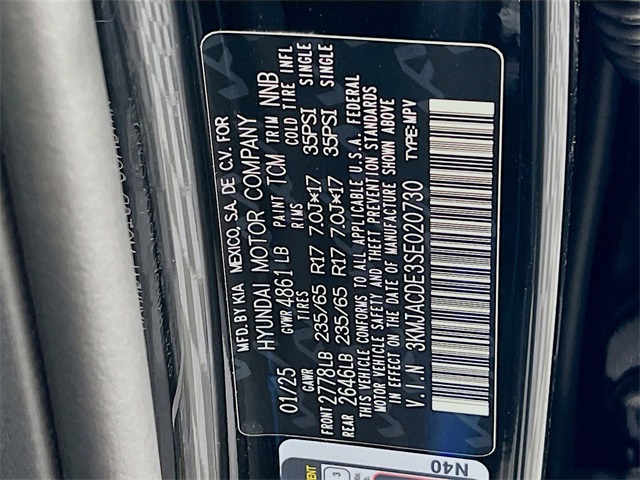 MFD. BY KIA MEXICO, S.A. DE C.V. FOR
HYUNDAI MOTOR COMPANY
01/25 GVWR 4861 LB PAINT TCM TRIM NNB
GAWR TIRES RIMS COLD TIRE INFL
FRONT 2778LB 235/65 R17 7.0J*17 35PSI SINGLE
REAR 2646LB 235/65 R17 7.0J*17 35PSI SINGLE
THIS VEHICLE CONFORMS TO ALL APPLICABLE U.S.A. FEDERAL
MOTOR VEHICLE SAFETY AND THEFT PREVENTION STANDARDS
IN EFFECT ON THE DATE OF MANUFACTURE SHOWN ABOVE
V.I.N 3KMJACDE3SE020730 TYPE:MPV
N40
3